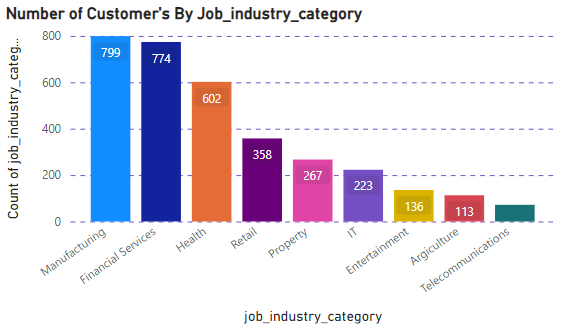 Number of Customer's By Job_industry_category
Count of job_industry_categ...
800
600
400
200
0
799
774
602
358
267
223
136
113
Manufacturing
Financial Services
Health
Retail
Property
IT
Entertainment
Argiculture
Telecommunications
job_industry_category